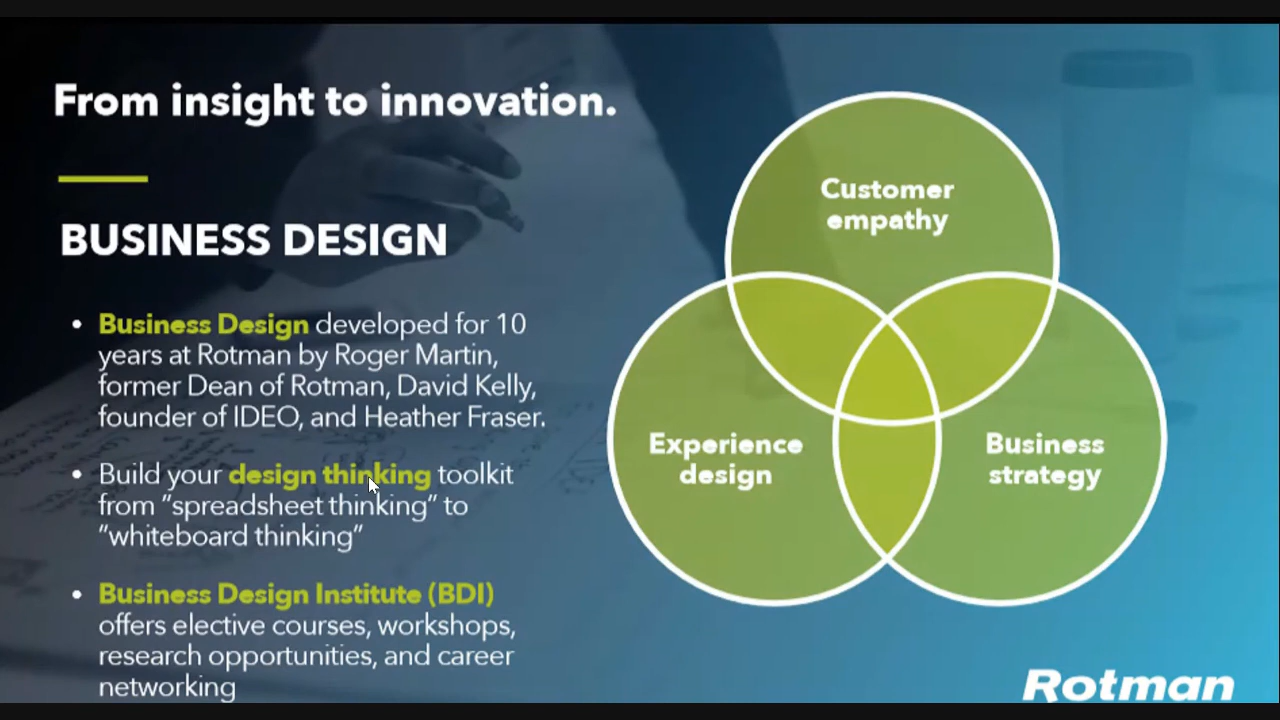 From insight to innovation.
BUSINESS DESIGN
• Business Design developed for 10
years at Rotman by Roger Martin,
former Dean of Rotman, David Kelly,
founder of IDEO, and Heather Fraser.
• Build your design thinking toolkit
from “spreadsheet thinking” to
“whiteboard thinking”
• Business Design Institute (BDI)
offers elective courses, workshops,
research opportunities, and career
networking
Customer
empathy
Experience
design
Business
strategy
Rotman